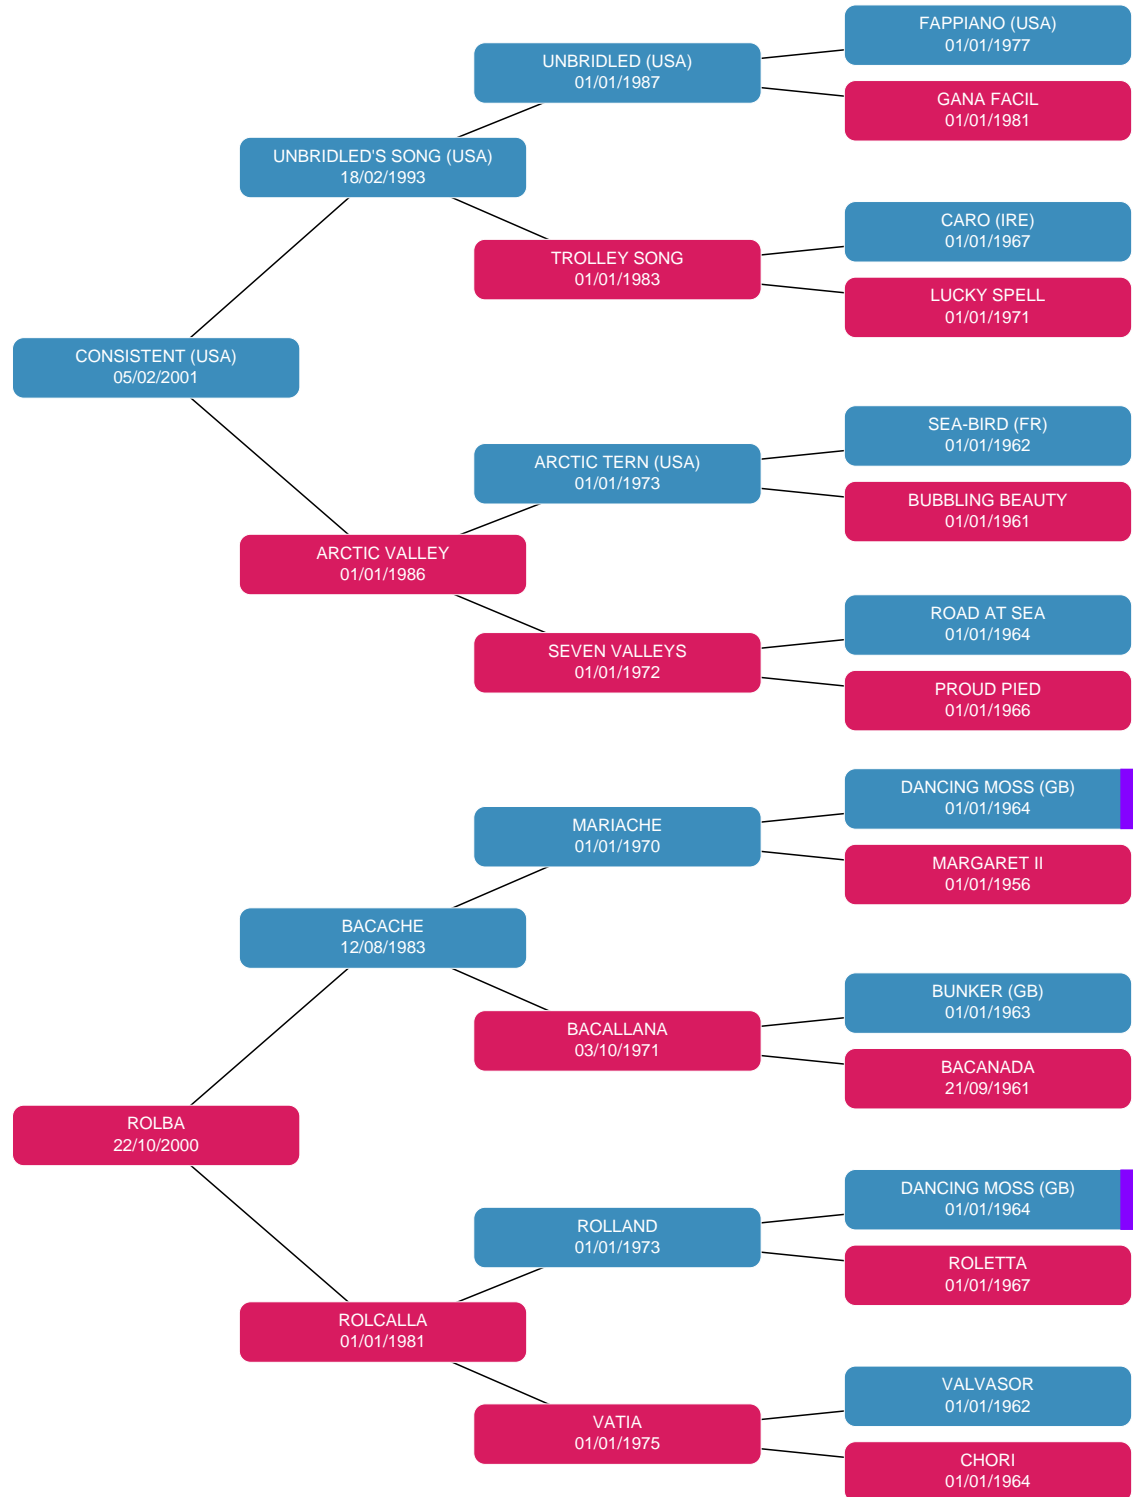 FAPPIANO (USA)
01/01/1977
UNBRIDLED (USA)
01/01/1987
GANA FACIL
01/01/1981
UNBRIDLED'S SONG (USA)
18/02/1993
CARO (IRE)
01/01/1967
TROLLEY SONG
01/01/1983
LUCKY SPELL
01/01/1971
CONSISTENT (USA)
05/02/2001
SEA-BIRD (FR)
01/01/1962
ARCTIC TERN (USA)
01/01/1973
BUBBLING BEAUTY
01/01/1961
ARCTIC VALLEY
01/01/1986
ROAD AT SEA
01/01/1964
SEVEN VALLEYS
01/01/1972
PROUD PIED
01/01/1966
DANCING MOSS (GB)
01/01/1964
MARIACHE
01/01/1970
MARGARET II
01/01/1956
BACACHE
12/08/1983
BUNKER (GB)
01/01/1963
BACALLANA
03/10/1971
BACANADA
21/09/1961
ROLBA
22/10/2000
DANCING MOSS (GB)
01/01/1964
ROLLAND
01/01/1973
ROLETTA
01/01/1967
ROLCALLA
01/01/1981
VALVASOR
01/01/1962
VATIA
01/01/1975
CHORI
01/01/1964